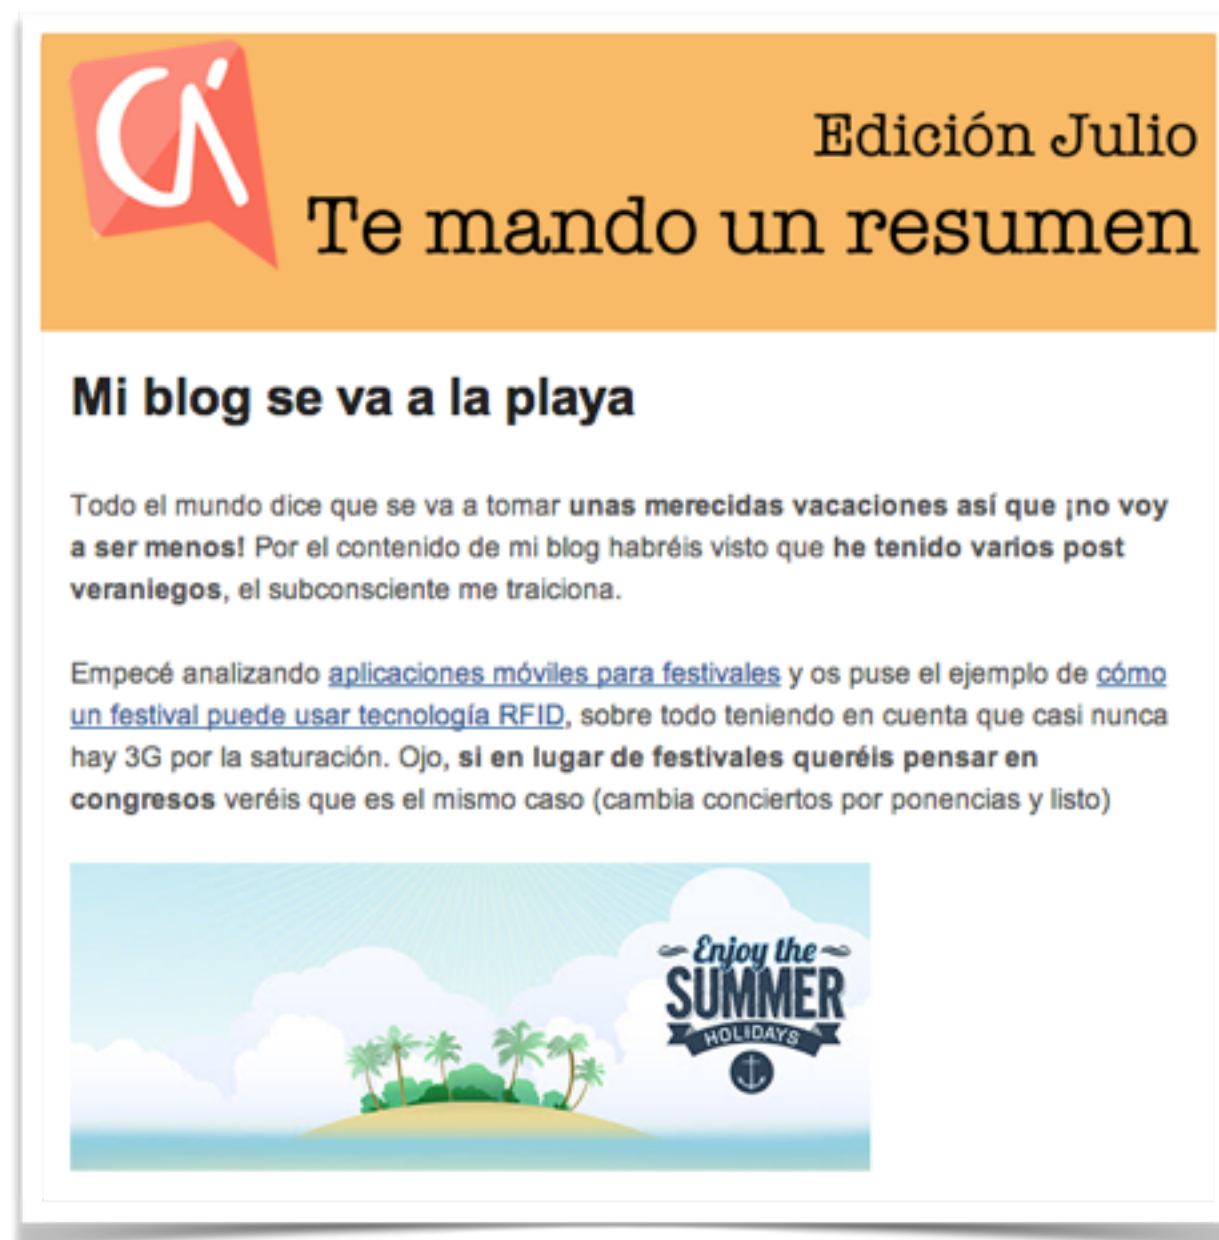 CÁ
Edición Julio
Te mando un resumen
Mi blog se va a la playa
Todo el mundo dice que se va a tomar unas merecidas vacaciones así que ¡no voy
a ser menos! Por el contenido de mi blog habréis visto que he tenido varios post
veraniegos, el subconsciente me traiciona.
Empecé analizando aplicaciones móviles para festivales y os puse el ejemplo de cómo
un festival puede usar tecnología RFID, sobre todo teniendo en cuenta que casi nunca
hay 3G por la saturación. Ojo, si en lugar de festivales queréis pensar en
congresos veréis que es el mismo caso (cambia conciertos por ponencias y listo)
Enjoy the
SUMMER
HOLIDAYS